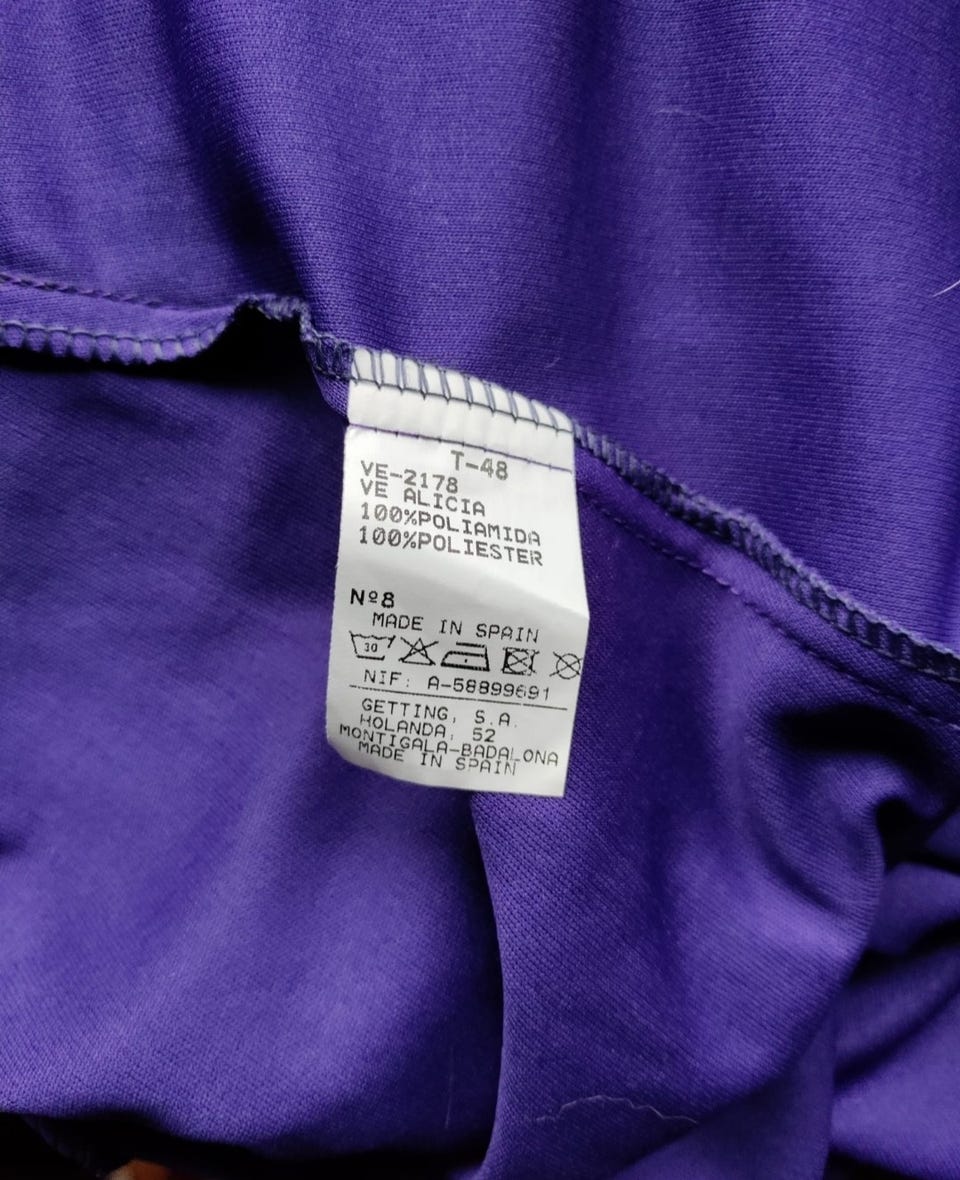 T-48
VE-2178
VE ALICIA
100%POLIAMIDA
100%POLIESTER
Nº8
MADE IN SPAIN
30
NIF: A-58899691
GETTING, S.A.
HOLANDA, 52
MONTIGALA-BADALONA
MADE IN SPAIN